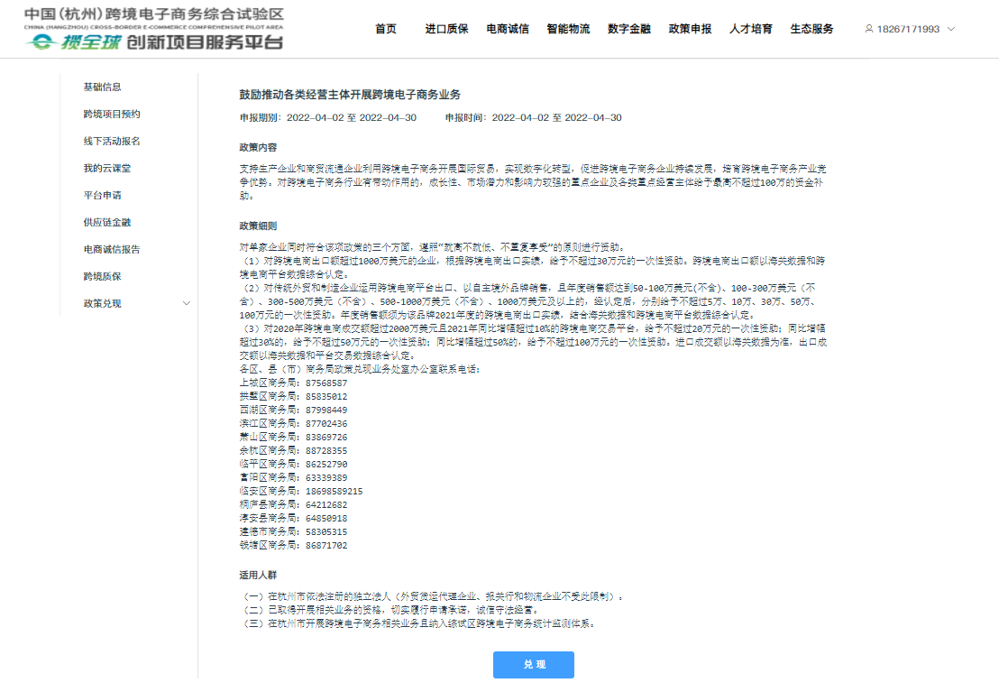 中国(杭州)跨境电子商务综合试验区
CHINA (HANGZHOU) CROSS-BORDER E-COMMERCE COMPREHENSIVE PILOT AREA
揽全球 创新项目服务平台
首页 进口质保 电商诚信 智能物流 数字金融 政策申报 人才培育 生态服务 18267171993
基础信息
跨境项目预约
线下活动报名
我的云课堂
平台申请
供应链金融
电商诚信报告
跨境质保
政策兑现
鼓励推动各类经营主体开展跨境电子商务业务
申报期别：2022-04-02 至 2022-04-30 申报时间：2022-04-02 至 2022-04-30
政策内容
支持生产企业和商贸流通企业利用跨境电子商务开展国际贸易，实现数字化转型，促进跨境电子商务企业持续发展，培育跨境电子商务产业竞
争优势。对跨境电子商务行业有带动作用的，成长性、市场潜力和影响力较强的重点企业及各类重点经营主体给予最高不超过100万的资金补
助。
政策细则
对单家企业同时符合该项政策的三个方面，遵照“就高不就低、不重复享受”的原则进行资助。
（1）对跨境电商出口额超过1000万美元的企业，根据跨境电商出口实绩，给予不超过30万元的一次性资助。跨境电商出口额以海关数据和跨
境电商平台数据综合认定。
（2）对传统外贸和制造企业运用跨境电商平台出口、以自主境外品牌销售，且年度销售额达到50-100万美元(不含)、100-300万美元（不
含）、300-500万美元（不含）、500-1000万美元（不含）、1000万美元及以上的，经认定后，分别给予不超过5万、10万、30万、50万、
100万元的一次性资助。年度销售额须为该品牌2021年度的跨境电商出口实绩，结合海关数据和跨境电商平台数据综合认定。
（3）对2020年跨境电商成交额超过2000万美元且2021年同比增幅超过10%的跨境电商交易平台，给予不超过20万元的一次性资助；同比增幅
超过30%的，给予不超过50万元的一次性资助；同比增幅超过50%的，给予不超过100万元的一次性资助。进口成交额以海关数据为准，出口成
交额以海关数据和平台交易数据综合认定。
各区、县（市）商务局政策兑现业务处室办公室联系电话：
上城区商务局：87568587
拱墅区商务局：85835012
西湖区商务局：87998449
滨江区商务局：87702436
萧山区商务局：83869726
余杭区商务局：88728355
临平区商务局：86252790
富阳区商务局：63339389
临安区商务局：18698589215
桐庐县商务局：64212682
淳安县商务局：64850918
建德市商务局：58305315
钱塘区商务局：86871702
适用人群
（一）在杭州市依法注册的独立法人（外贸货运代理企业、报关行和物流企业不受此限制）。
（二）已取得开展相关业务的资格，切实履行申请承诺，诚信守法经营。
（三）在杭州市开展跨境电子商务相关业务且纳入综试区跨境电子商务统计监测体系。
兑 现